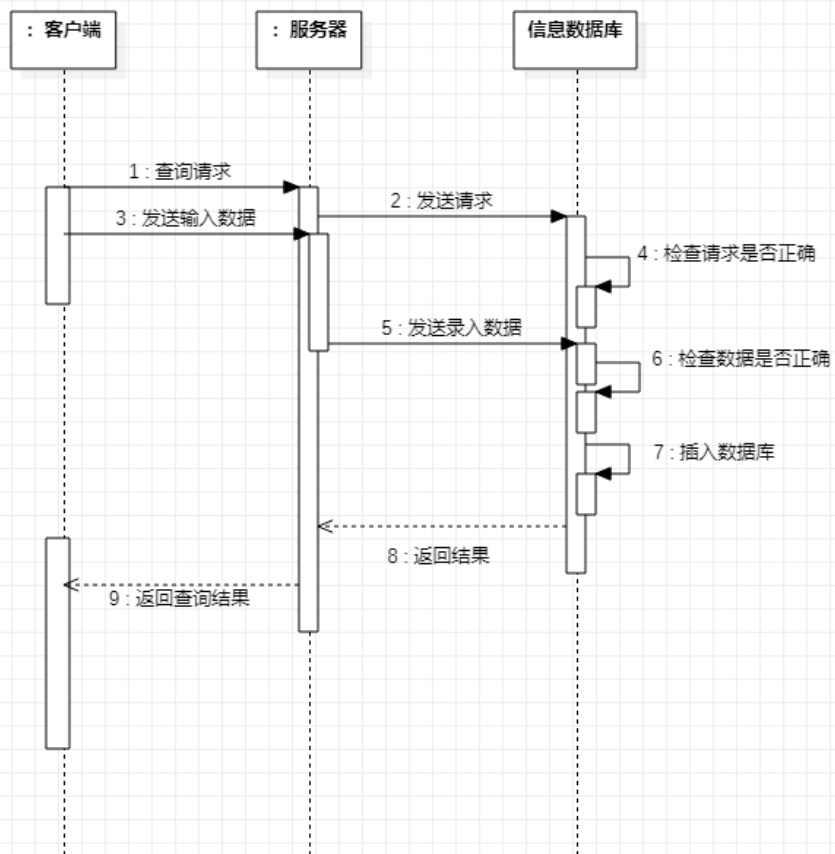 : 客户端
: 服务器
信息数据库
1 : 查询请求
2 : 发送请求
3 : 发送输入数据
4 : 检查请求是否正确
5 : 发送录入数据
6 : 检查数据是否正确
7 : 插入数据库
8 : 返回结果
9 : 返回查询结果